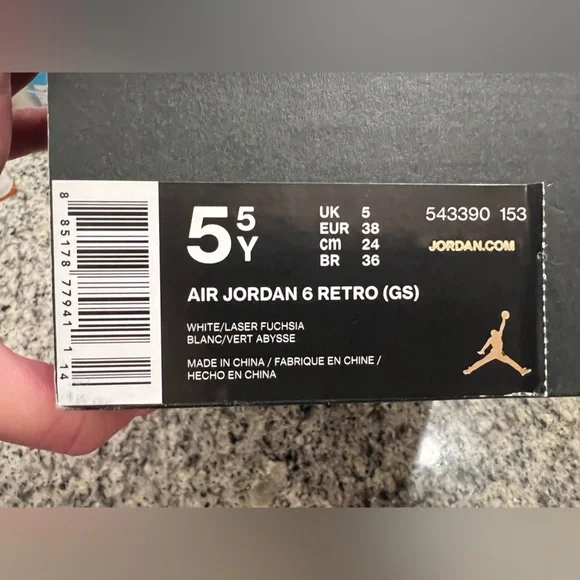 8 85178 77941 1 14
5 5Y
UK 5
EUR 38
cm 24
BR 36
543390 153
JORDAN.COM
AIR JORDAN 6 RETRO (GS)
WHITE/LASER FUCHSIA
BLANC/VERT ABYSSE
MADE IN CHINA / FABRIQUE EN CHINE /
HECHO EN CHINA